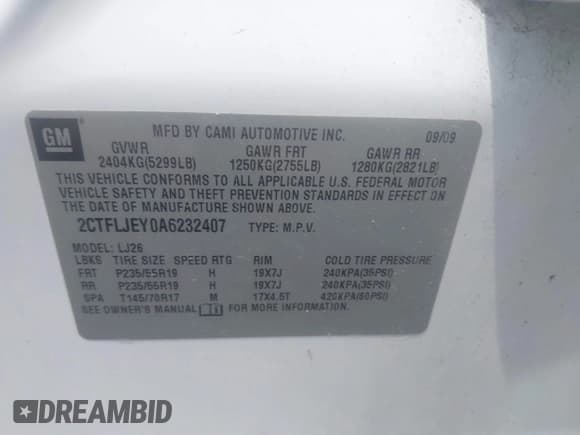 GM
MFD BY CAMI AUTOMOTIVE INC. 09/09
GVWR GAWR FRT GAWR RR
2404KG(5299LB) 1250KG(2755LB) 1280KG(2821LB)
THIS VEHICLE CONFORMS TO ALL APPLICABLE U.S. FEDERAL MOTOR
VEHICLE SAFETY AND THEFT PREVENTION STANDARDS IN EFFECT ON
THE DATE OF MANUFACTURE SHOWN ABOVE.
2CTFLJEY0A6232407 TYPE: M.P.V.
MODEL: LJ26
LBKS TIRE SIZE SPEED RTG RIM COLD TIRE PRESSURE
FRT P235/55R19 H 19X7J 240KPA(35PSI)
RR P235/55R19 H 19X7J 240KPA(35PSI)
SPA T145/70R17 M 17X4.5T 420KPA(60PSI)
SEE OWNER'S MANUAL FOR MORE INFORMATION.
DREAMBID